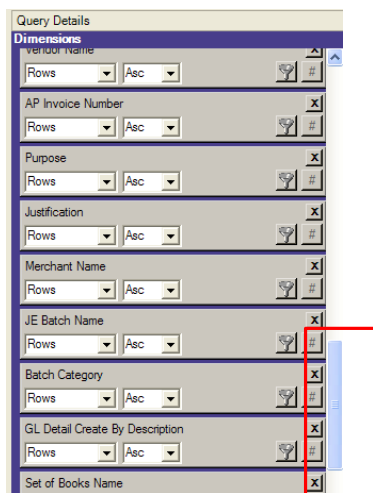 Query Details
Dimensions
Vendor Name x
Rows Asc #
AP Invoice Number x
Rows Asc #
Purpose x
Rows Asc #
Justification x
Rows Asc #
Merchant Name x
Rows Asc #
JE Batch Name x
Rows Asc #
Batch Category x
Rows Asc #
GL Detail Create By Description x
Rows Asc #
Set of Books Name x